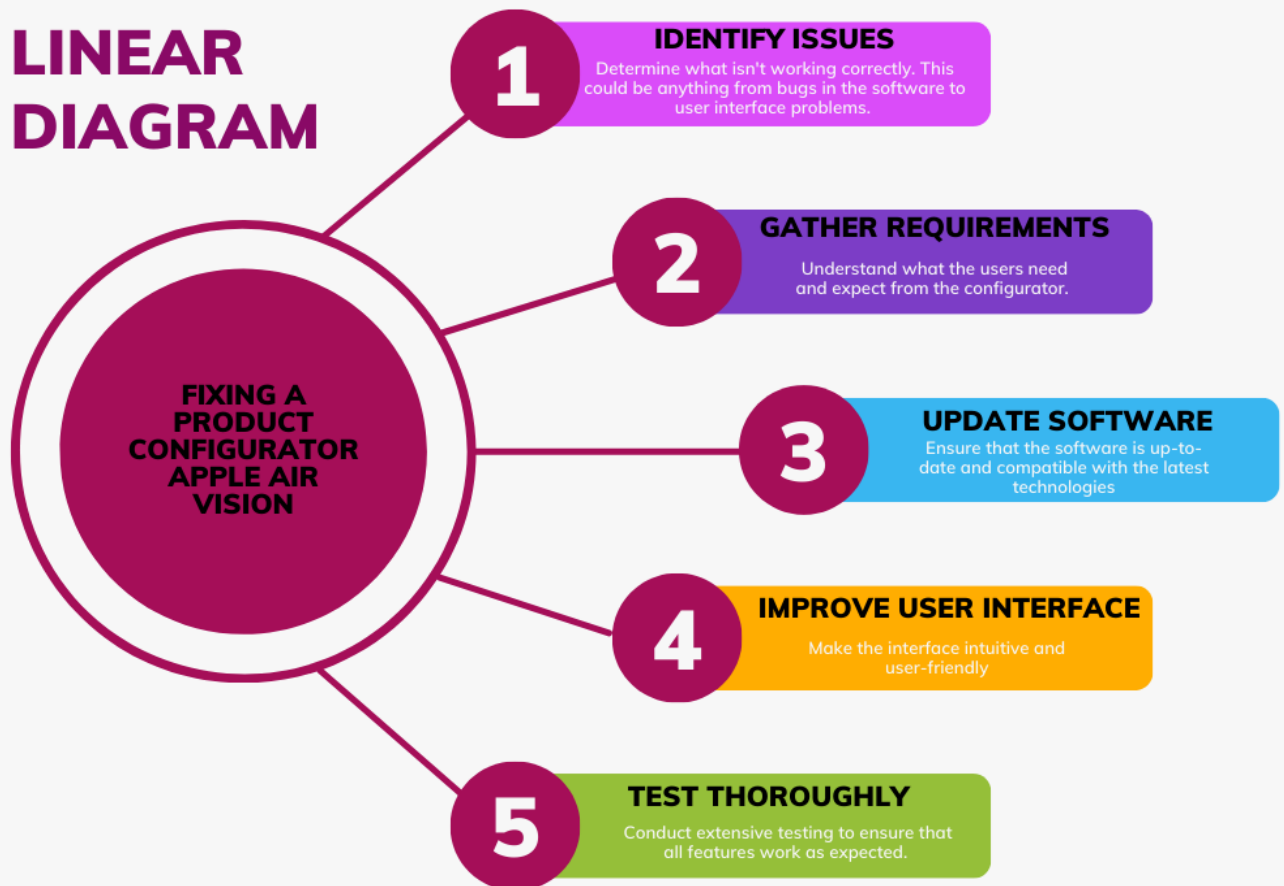 LINEAR
DIAGRAM
1
IDENTIFY ISSUES
Determine what isn't working correctly. This
could be anything from bugs in the software to
user interface problems.
2
GATHER REQUIREMENTS
Understand what the users need
and expect from the configurator.
FIXING A
PRODUCT
CONFIGURATOR
APPLE AIR
VISION
3
UPDATE SOFTWARE
Ensure that the software is up-to-
date and compatible with the latest
technologies
4
IMPROVE USER INTERFACE
Make the interface intuitive and
user-friendly
5
TEST THOROUGHLY
Conduct extensive testing to ensure that
all features work as expected.